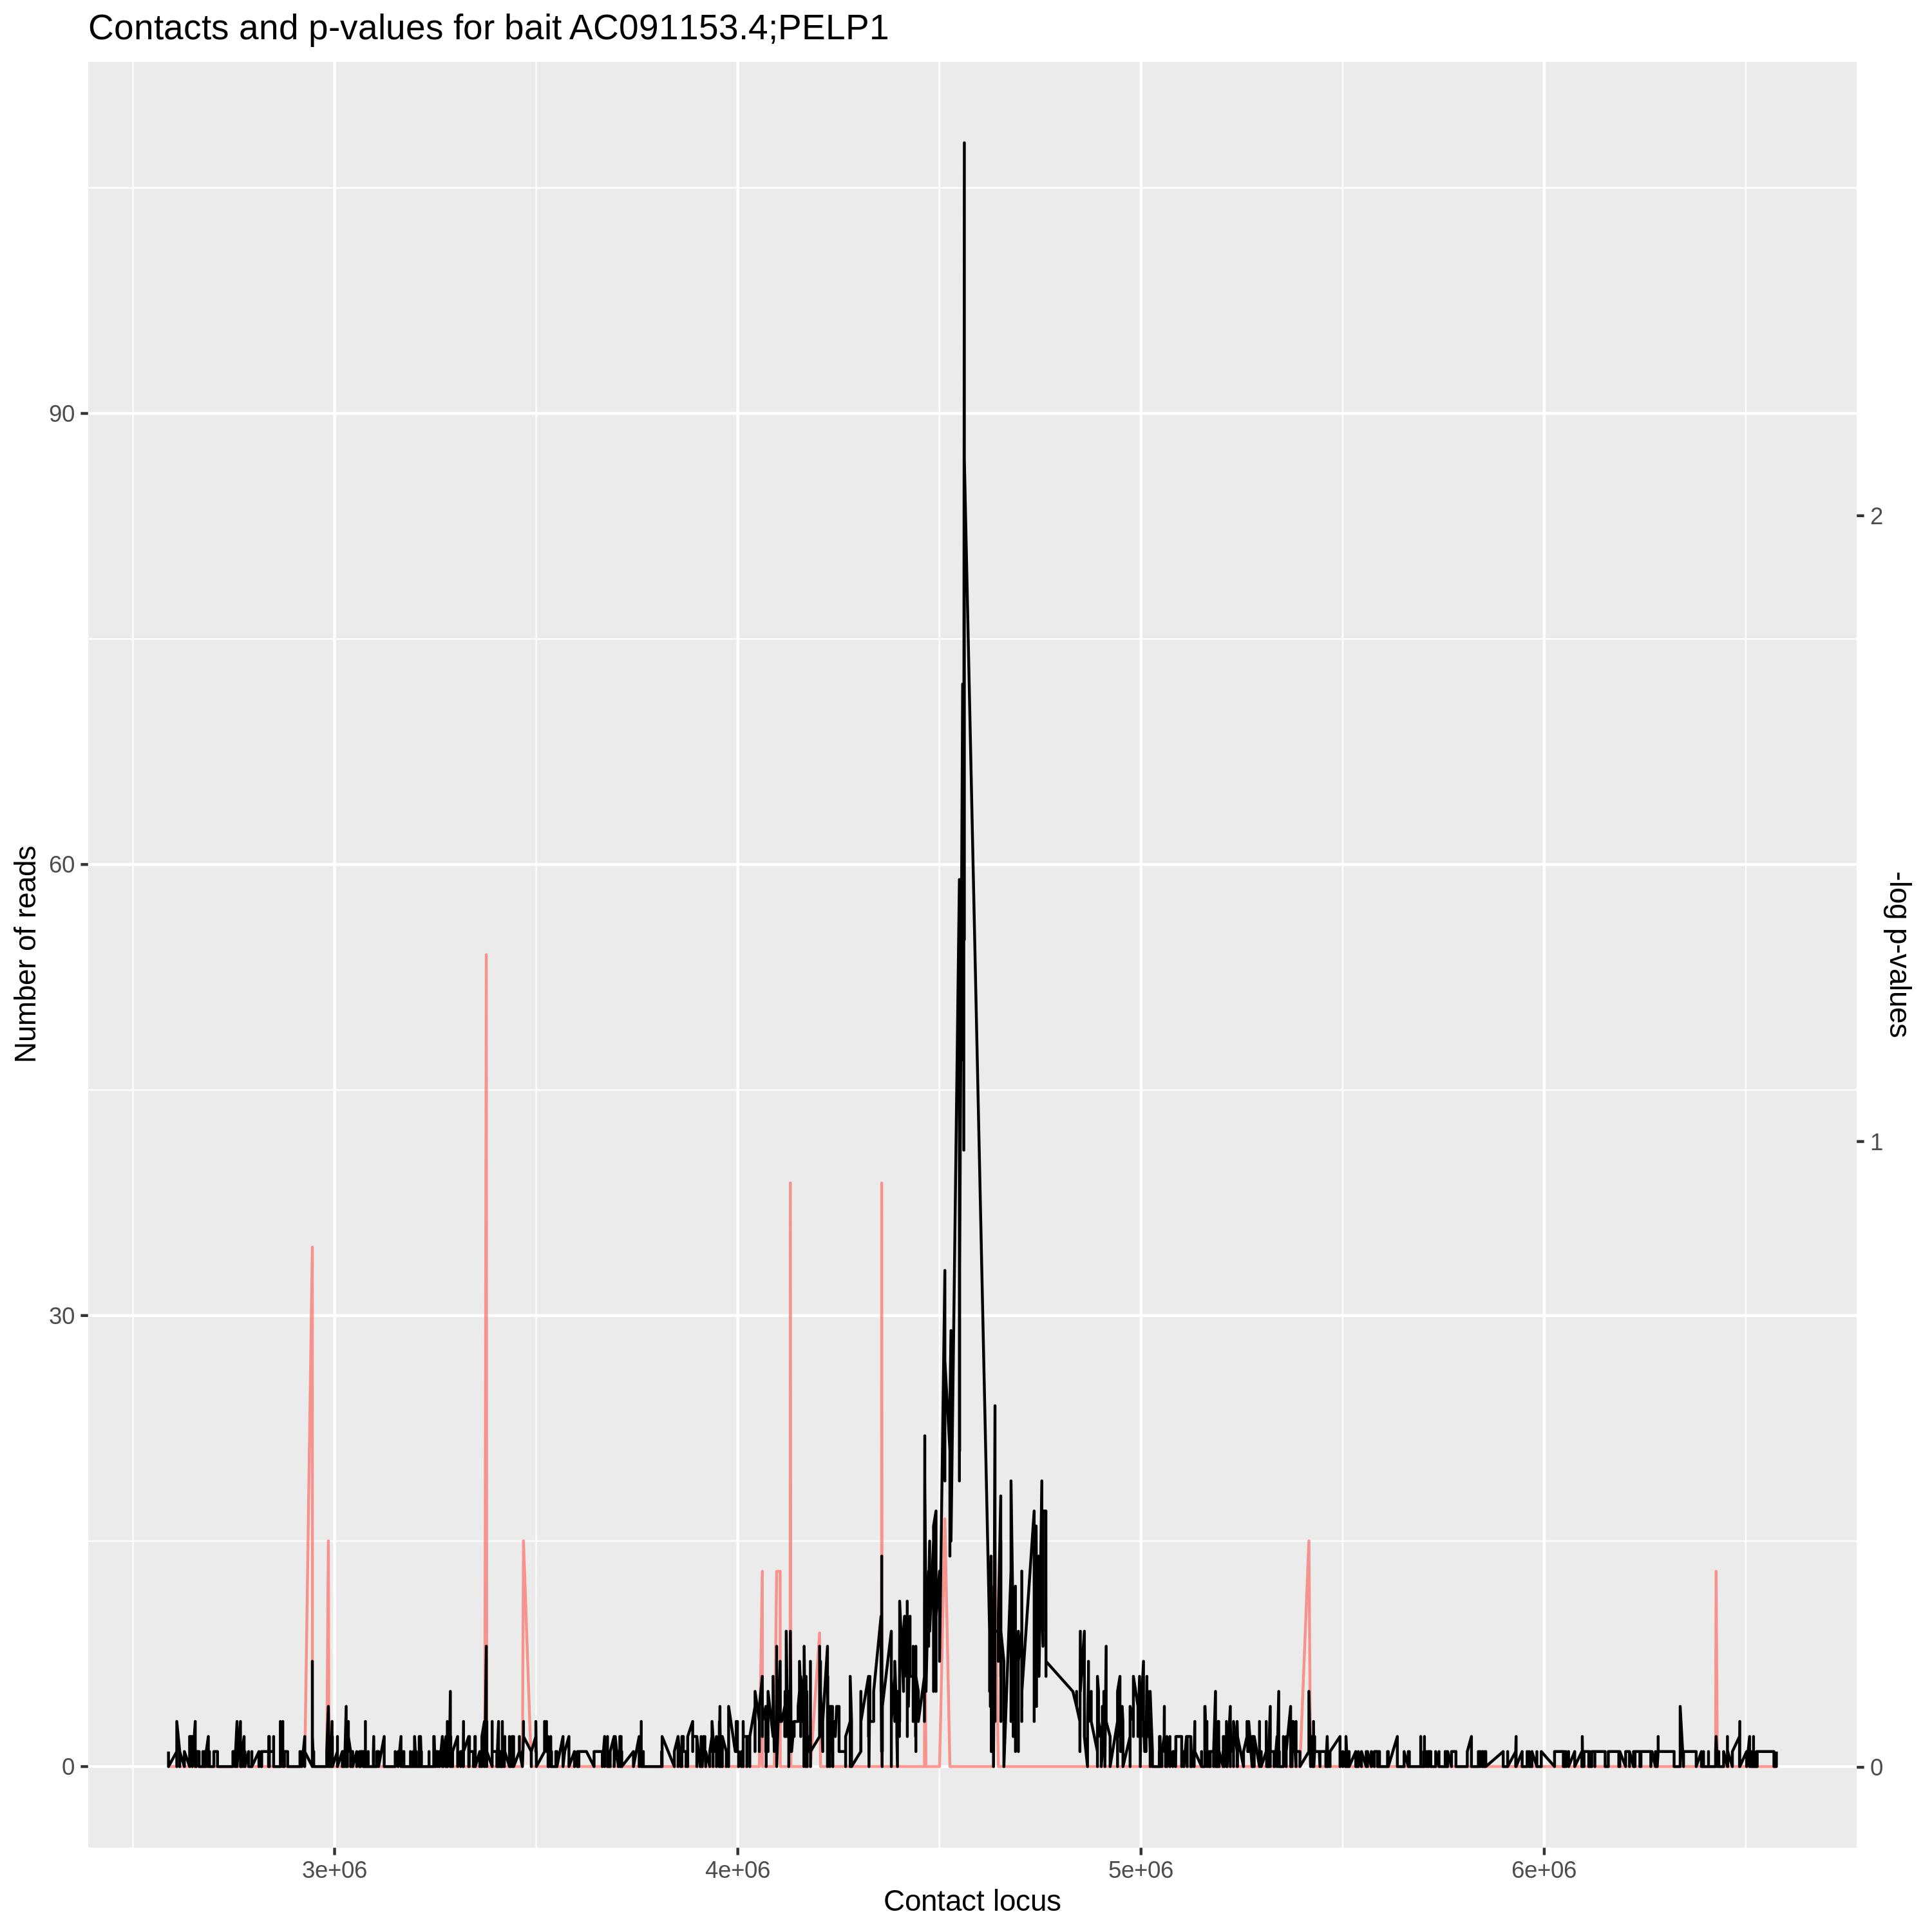 Contacts and p-values for bait AC091153.4;PELP1
90
60
30
0
Number of reads
2
1
0
-log p-values
3e+06
4e+06
5e+06
6e+06
Contact locus